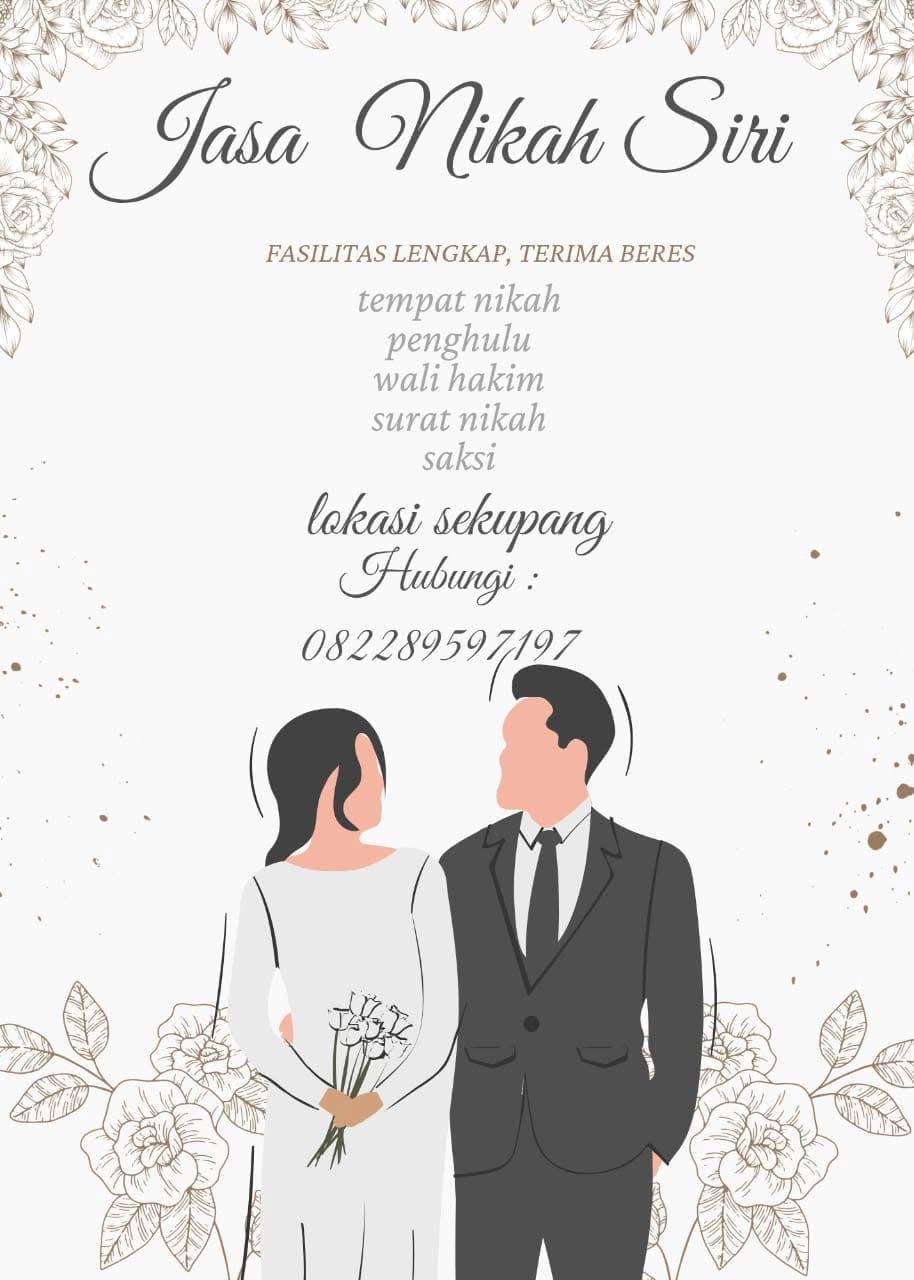 Jasa Nikah Siri
FASILITAS LENGKAP, TERIMA BERES
tempat nikah
penghulu
wali hakim
surat nikah
saksi
lokasi sekupang
Hubungi :
082289597197